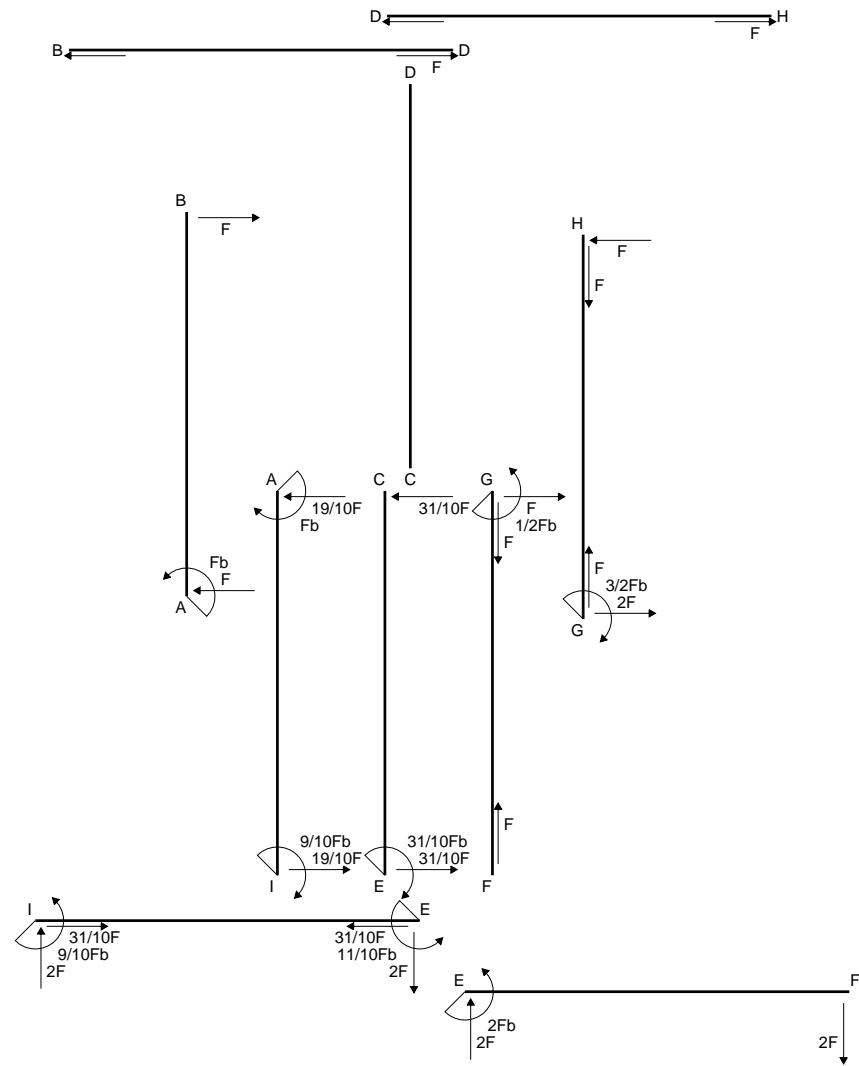 D H
F
B D
F
D
B
F
H
F
F
A C C G
19/10F 31/10F F
Fb 1/2Fb
F
Fb
F
A
F
3/2Fb
2F
G
F
9/10Fb 31/10Fb
19/10F 31/10F
I E F
I E
31/10F 31/10F
9/10Fb 11/10Fb
2F 2F
E F
2Fb
2F 2F